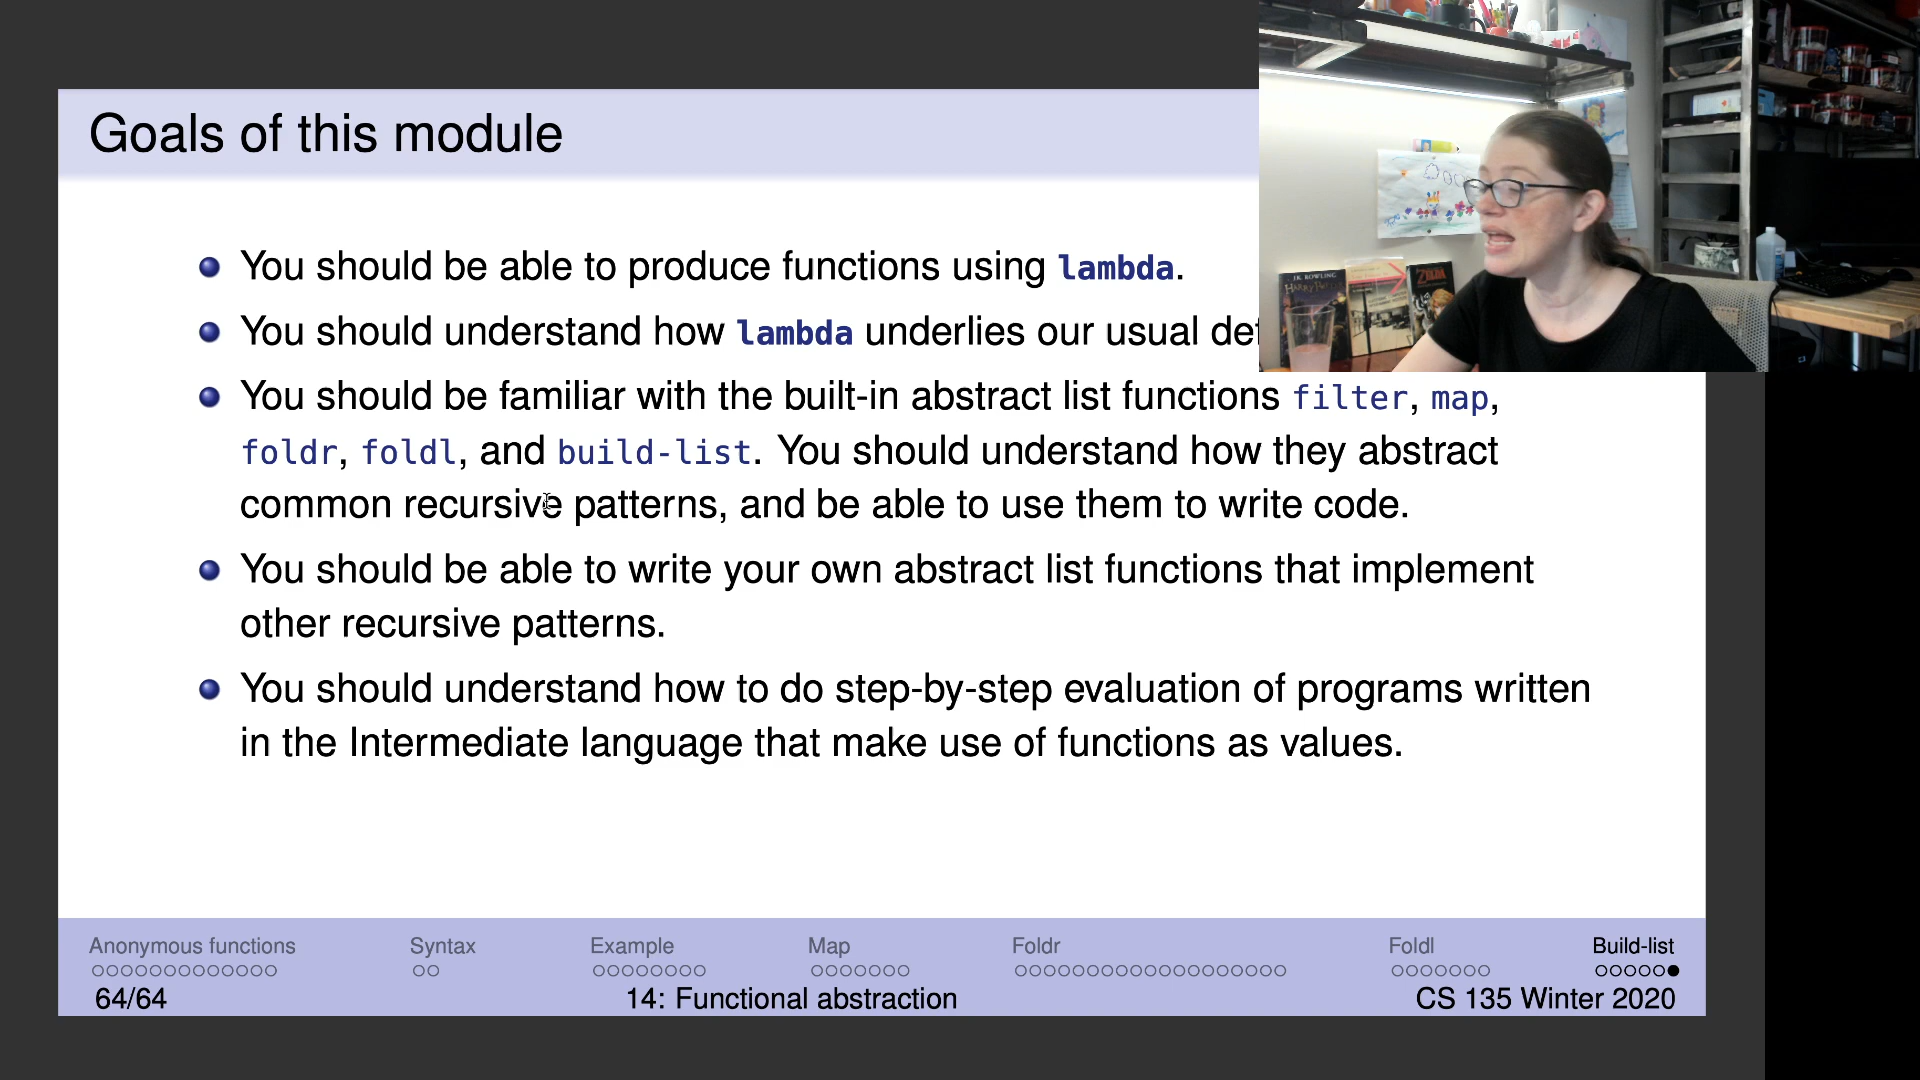 Goals of this module
You should be able to produce functions using lambda.
You should understand how lambda underlies our usual def
You should be familiar with the built-in abstract list functions filter, map,
foldr, foldl, and build-list. You should understand how they abstract
common recursive patterns, and be able to use them to write code.
You should be able to write your own abstract list functions that implement
other recursive patterns.
You should understand how to do step-by-step evaluation of programs written
in the Intermediate language that make use of functions as values.
Anonymous functions Syntax Example Map Foldr Foldl Build-list
64/64 14: Functional abstraction CS 135 Winter 2020
J.K. ROWLING
HARRY POTTER
ZELDA